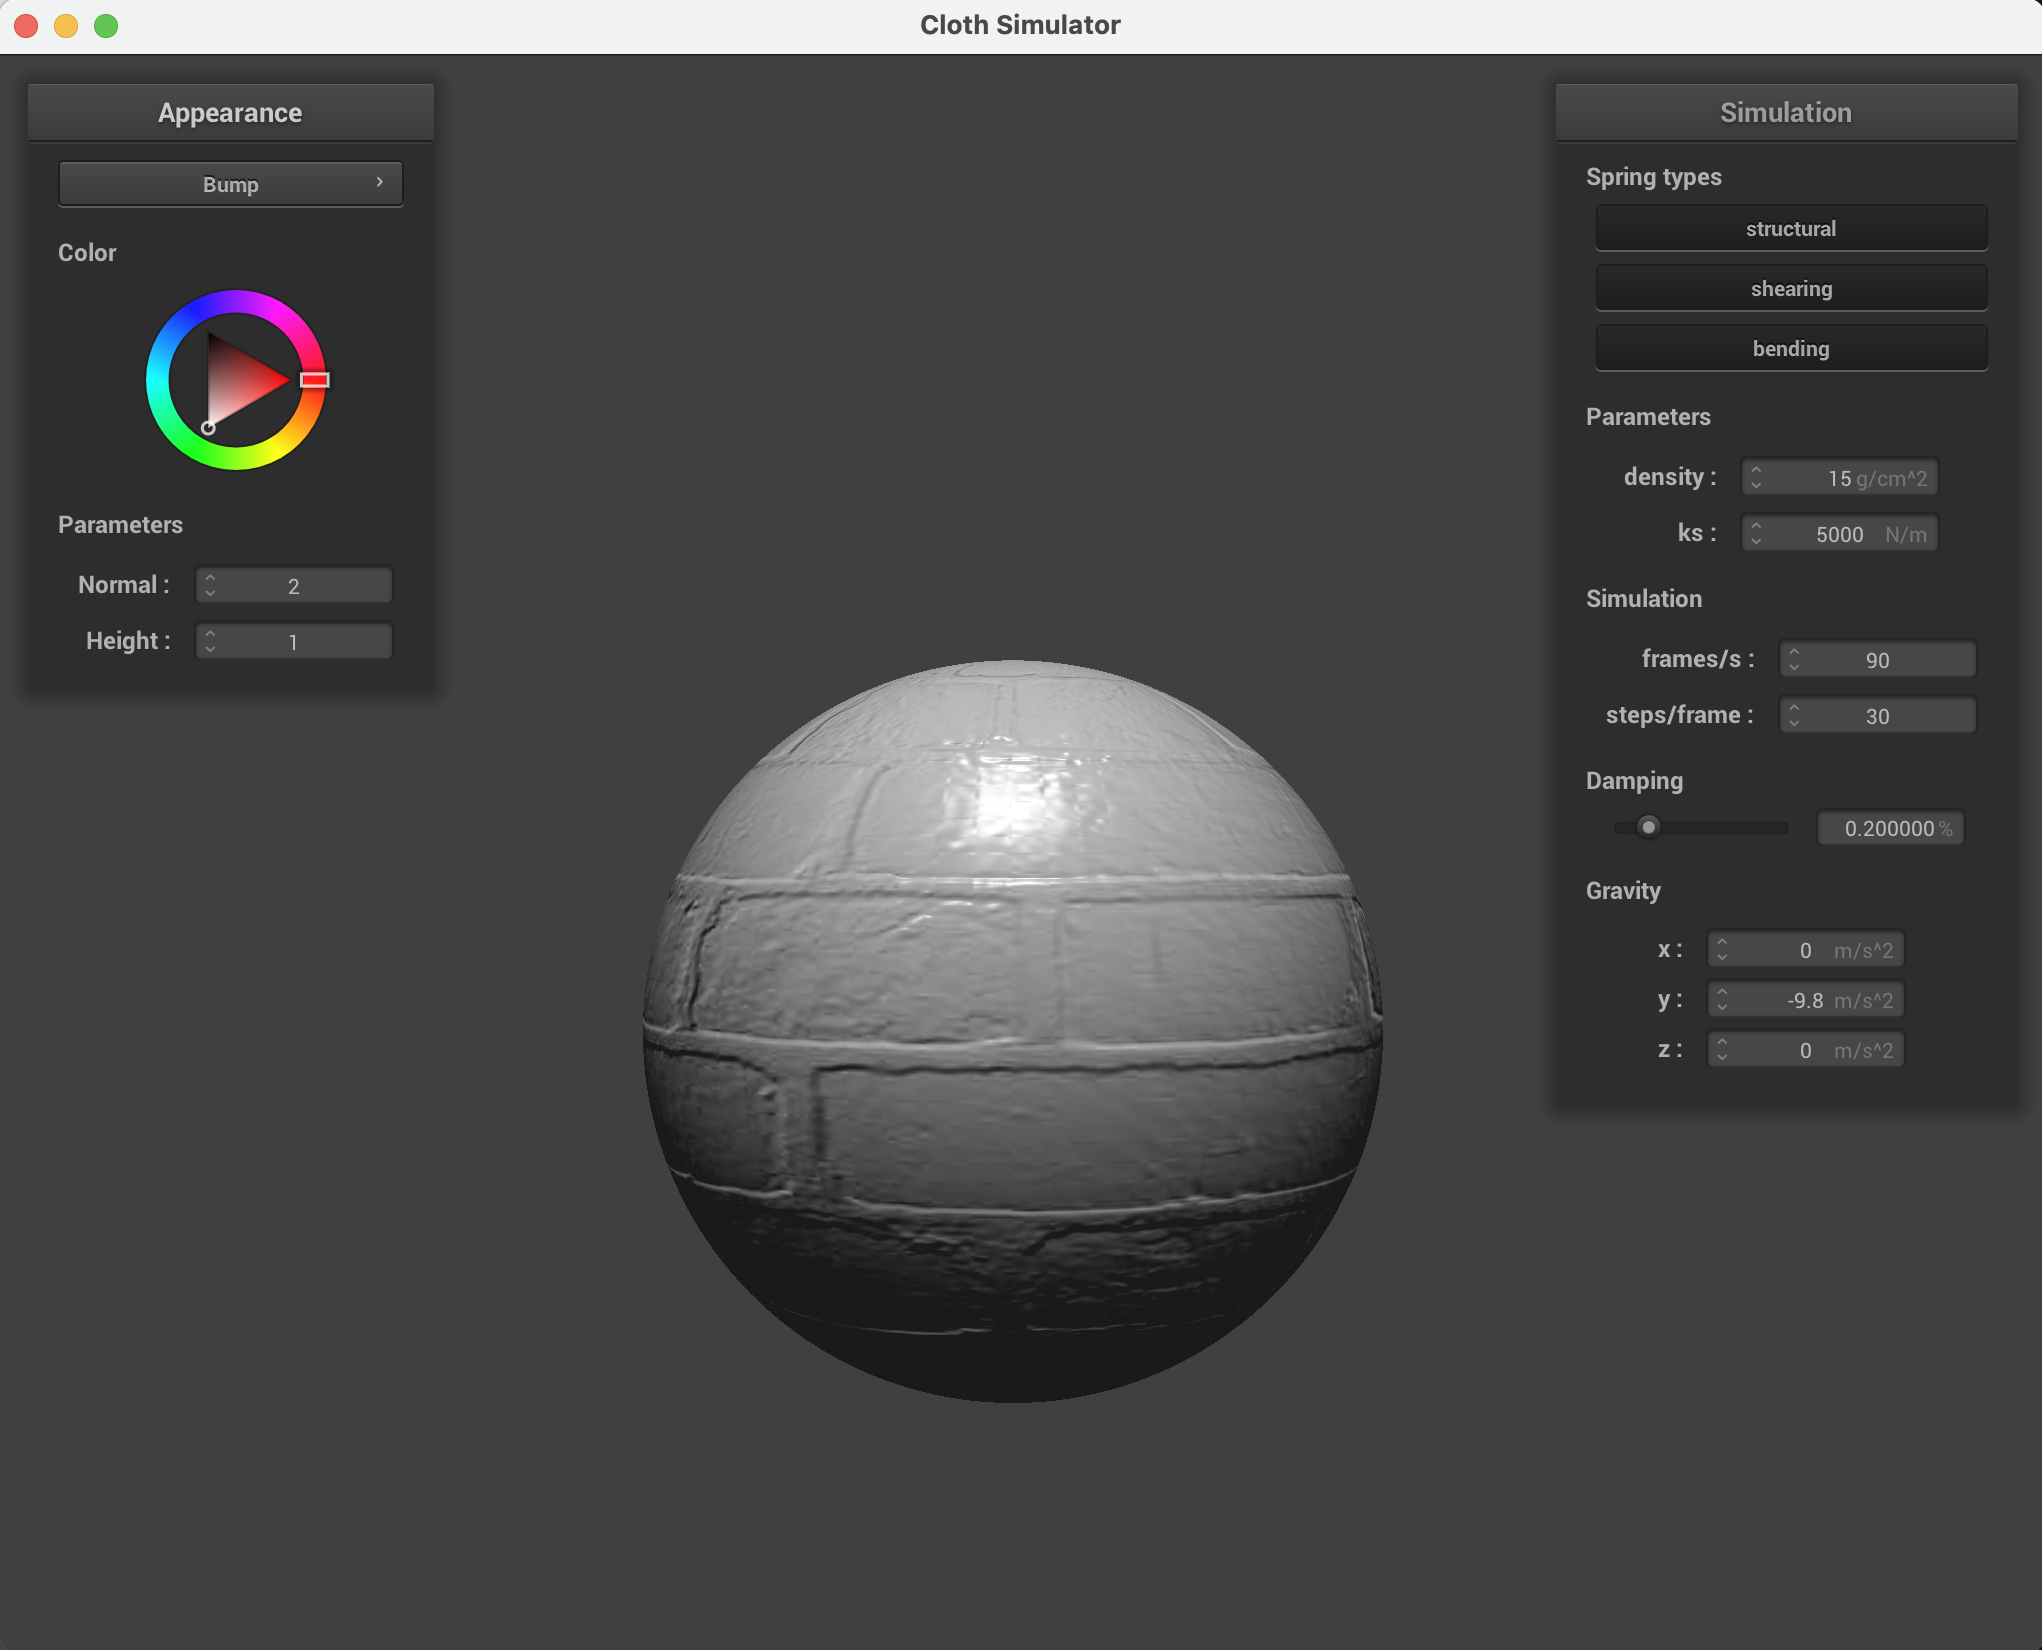 Cloth Simulator
Appearance
Bump
Color
Parameters
Normal : 2
Height : 1
Simulation
Spring types
structural
shearing
bending
Parameters
density : 15 g/cm^2
ks : 5000 N/m
Simulation
frames/s : 90
steps/frame : 30
Damping
0.200000 %
Gravity
x : 0 m/s^2
y : -9.8 m/s^2
z : 0 m/s^2